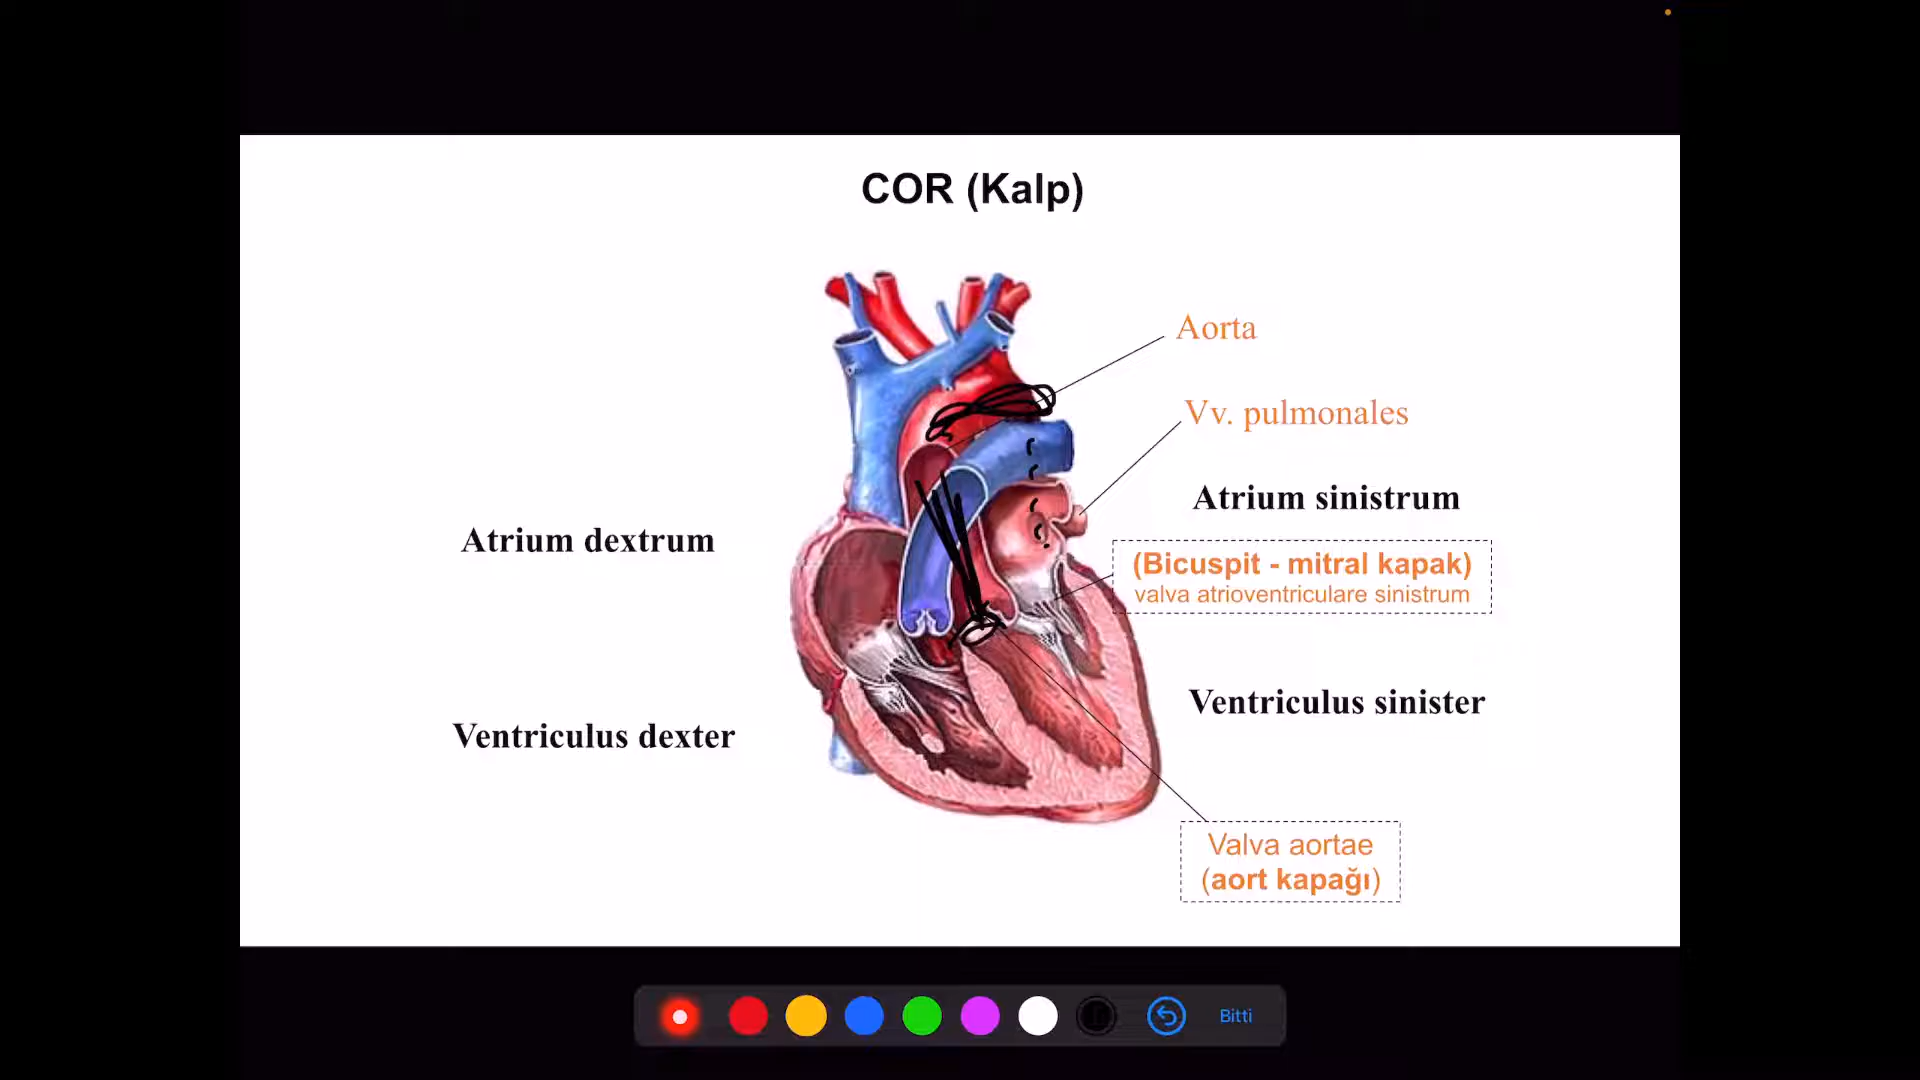 COR (Kalp)
Aorta
Vv. pulmonales
Atrium sinistrum
Atrium dextrum
(Bicuspit - mitral kapak)
valva atrioventriculare sinistrum
Ventriculus sinister
Ventriculus dexter
Valva aortae
(aort kapağı)
Bitti